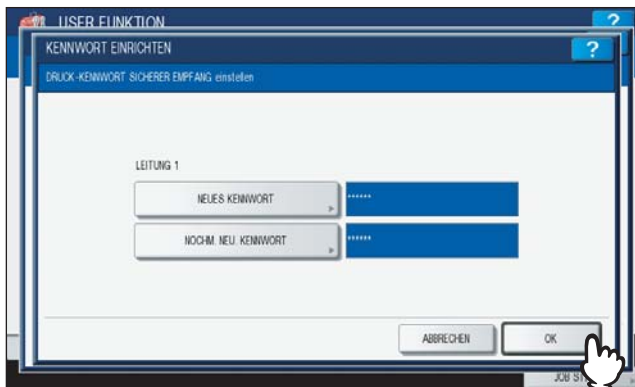 USER FUNKTION
?
KENNWORT EINRICHTEN
?
DRUCK-KENNWORT SICHERER EMPFANG einstellen
LEITUNG 1
NEUES KENNWORT
******
NOCHM. NEU. KENNWORT
******
ABBRECHEN
OK
JOB